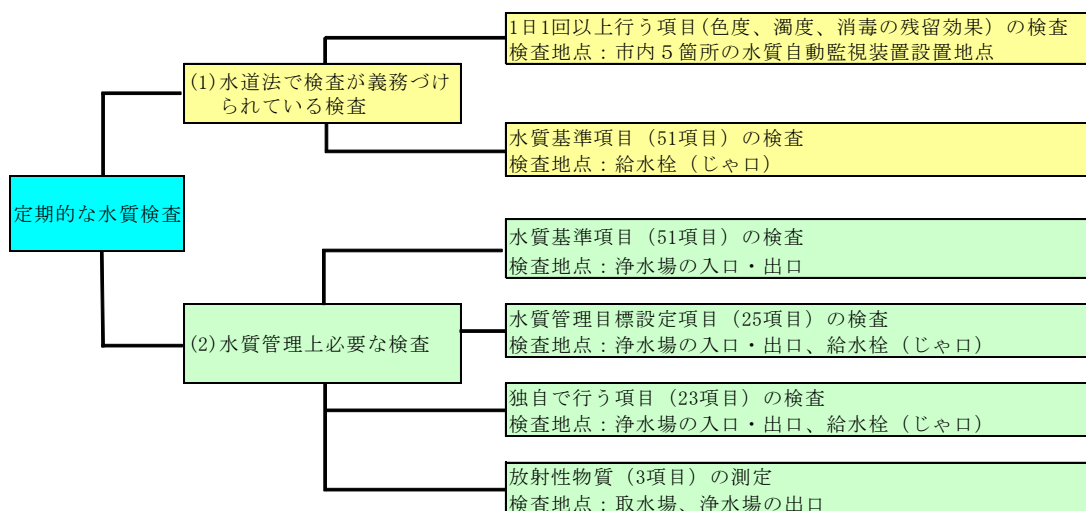 定期的な水質検査
(1)水道法で検査が義務づけ
られている検査
1日1回以上行う項目(色度、濁度、消毒の残留効果）の検査
検査地点：市内５箇所の水質自動監視装置設置地点
水質基準項目（51項目）の検査
検査地点：給水栓（じゃ口）
(2)水質管理上必要な検査
水質基準項目（51項目）の検査
検査地点：浄水場の入口・出口
水質管理目標設定項目（25項目）の検査
検査地点：浄水場の入口・出口、給水栓（じゃ口）
独自で行う項目（23項目）の検査
検査地点：浄水場の入口・出口、給水栓（じゃ口）
放射性物質（3項目）の測定
検査地点：取水場、浄水場の出口